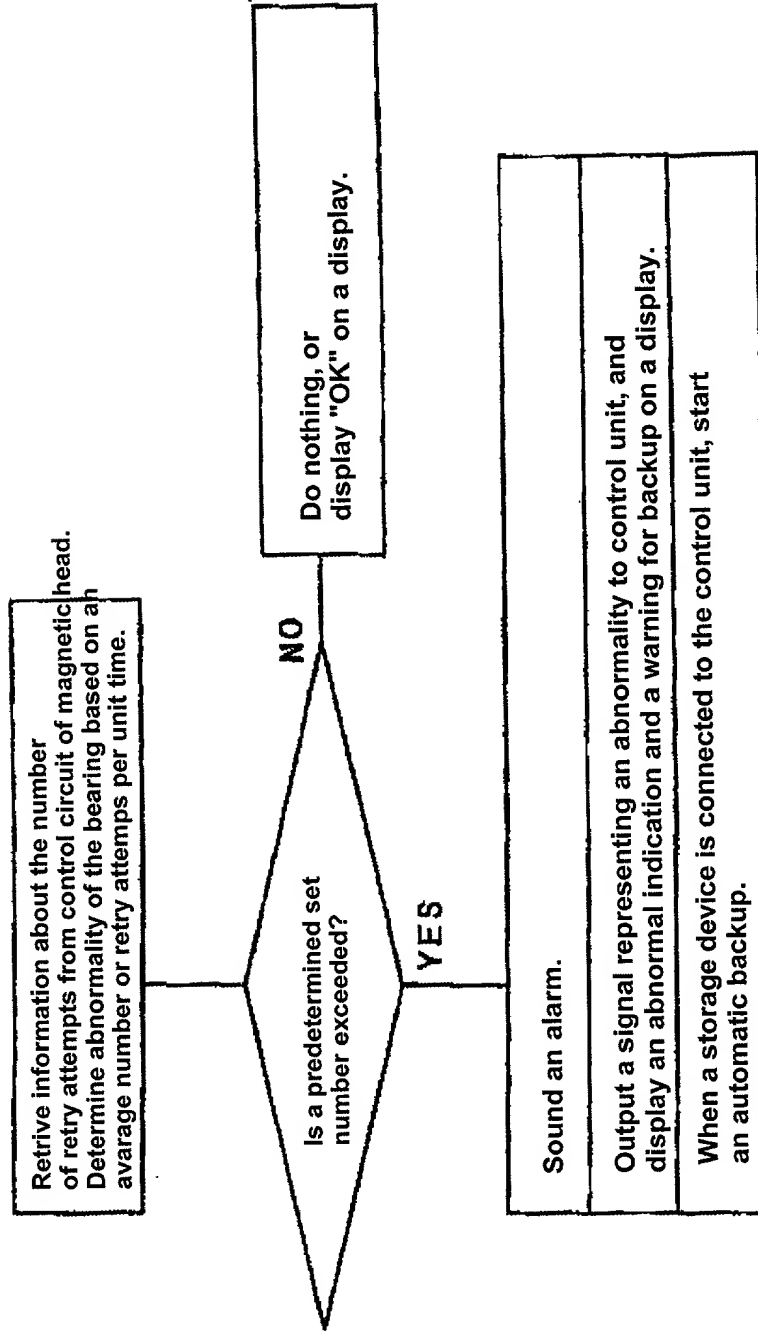 Retrive information about the number
of retry attempts from control circuit of magnetic head.
Determine abnormality of the bearing based on an
avarage number or retry attemps per unit time.
Is a predetermined set
number exceeded?
NO
Do nothing, or
display "OK" on a display.
YES
Sound an alarm.
Output a signal representing an abnormality to control unit, and
display an abnormal indication and a warning for backup on a display.
When a storage device is connected to the control unit, start
an automatic backup.